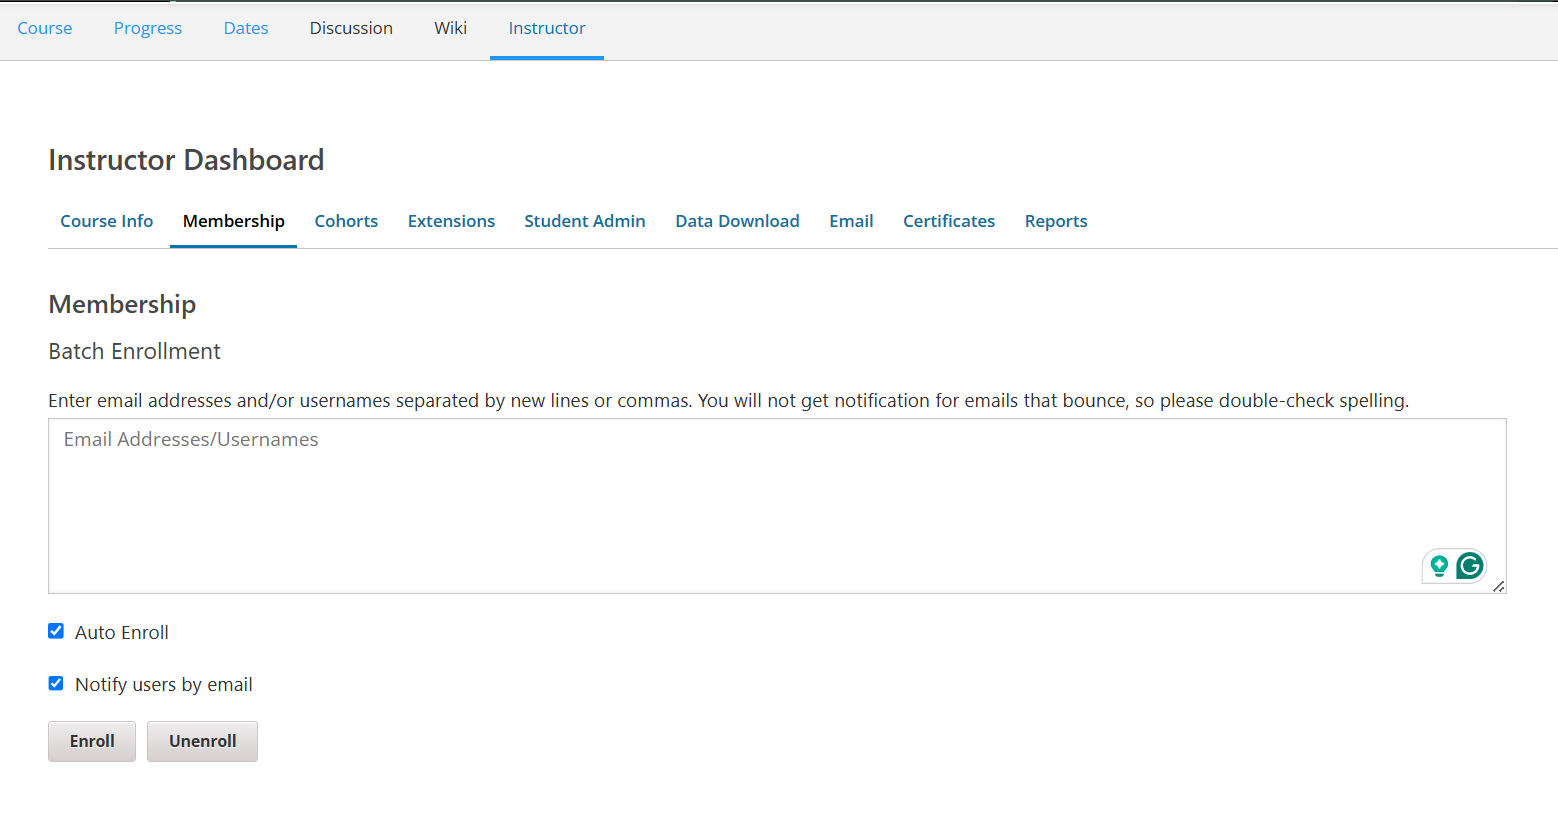 Course Progress Dates Discussion Wiki Instructor
Instructor Dashboard
Course Info Membership Cohorts Extensions Student Admin Data Download Email Certificates Reports
Membership
Batch Enrollment
Enter email addresses and/or usernames separated by new lines or commas. You will not get notification for emails that bounce, so please double-check spelling.
Email Addresses/Usernames
Auto Enroll
Notify users by email
Enroll Unenroll